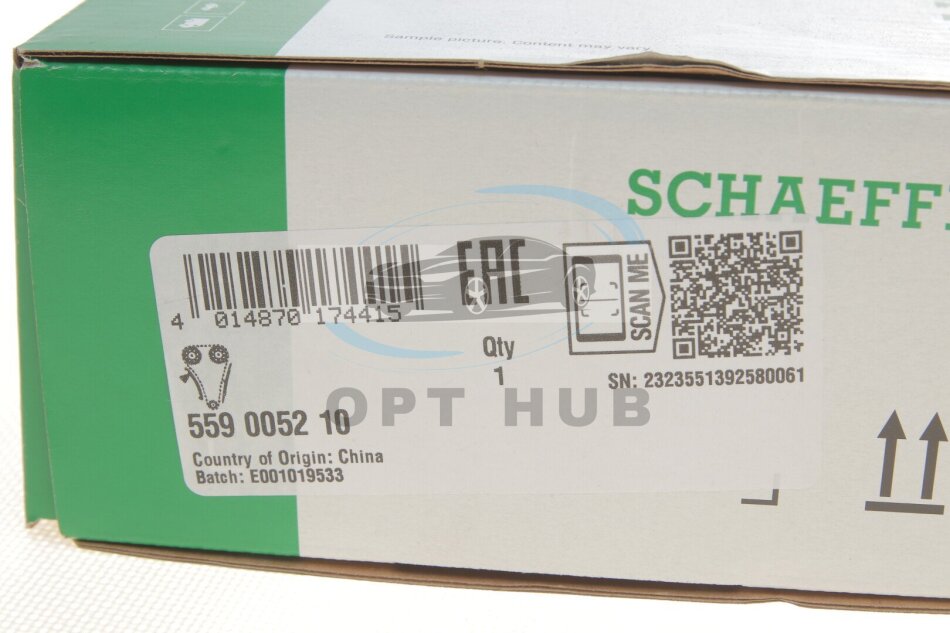 Sample picture. Content may vary.
SCHAEFF
EAC
SCAN ME
4 014870 174415
Qty
1
SN: 2323551392580061
OPT HUB
559 0052 10
Country of Origin: China
Batch: E001019533